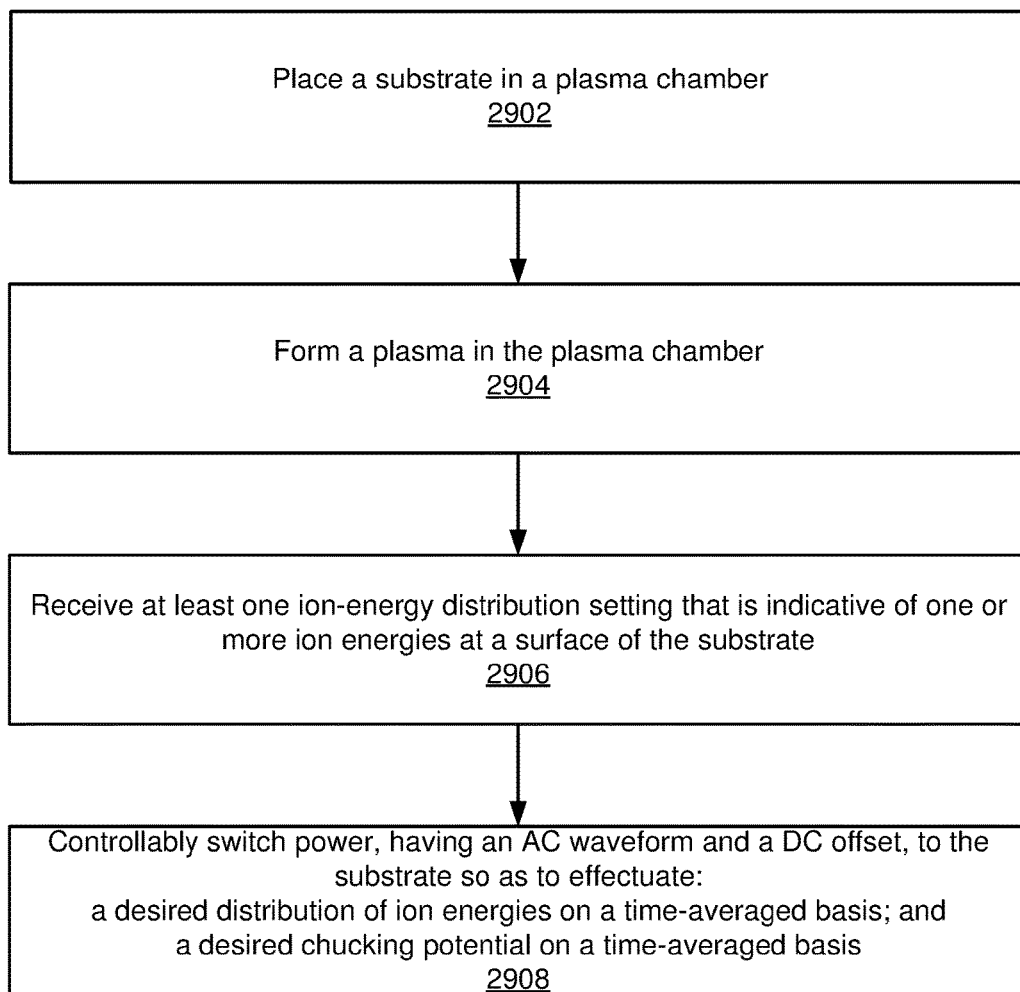 Place a substrate in a plasma chamber
2902
Form a plasma in the plasma chamber
2904
Receive at least one ion-energy distribution setting that is indicative of one or
more ion energies at a surface of the substrate
2906
Controllably switch power, having an AC waveform and a DC offset, to the
substrate so as to effectuate:
a desired distribution of ion energies on a time-averaged basis; and
a desired chucking potential on a time-averaged basis
2908